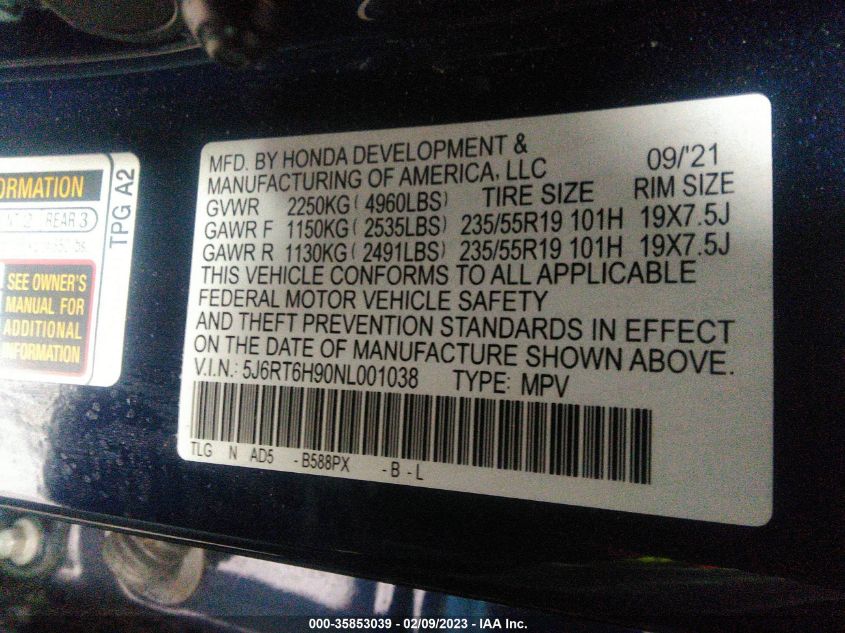 MFD. BY HONDA DEVELOPMENT & 09/'21
MANUFACTURING OF AMERICA, LLC
TIRE SIZE RIM SIZE
GVWR 2250KG ( 4960LBS)
GAWR F 1150KG ( 2535LBS) 235/55R19 101H 19X7.5J
GAWR R 1130KG ( 2491LBS) 235/55R19 101H 19X7.5J
THIS VEHICLE CONFORMS TO ALL APPLICABLE
FEDERAL MOTOR VEHICLE SAFETY
AND THEFT PREVENTION STANDARDS IN EFFECT
ON THE DATE OF MANUFACTURE SHOWN ABOVE.
V.I.N.: 5J6RT6H90NL001038 TYPE: MPV
TLG N AD5 - B588PX - B - L
REAR 3
SEE OWNER'S
MANUAL FOR
ADDITIONAL
INFORMATION
TPG A2
000-35853039 - 02/09/2023 - IAA Inc.